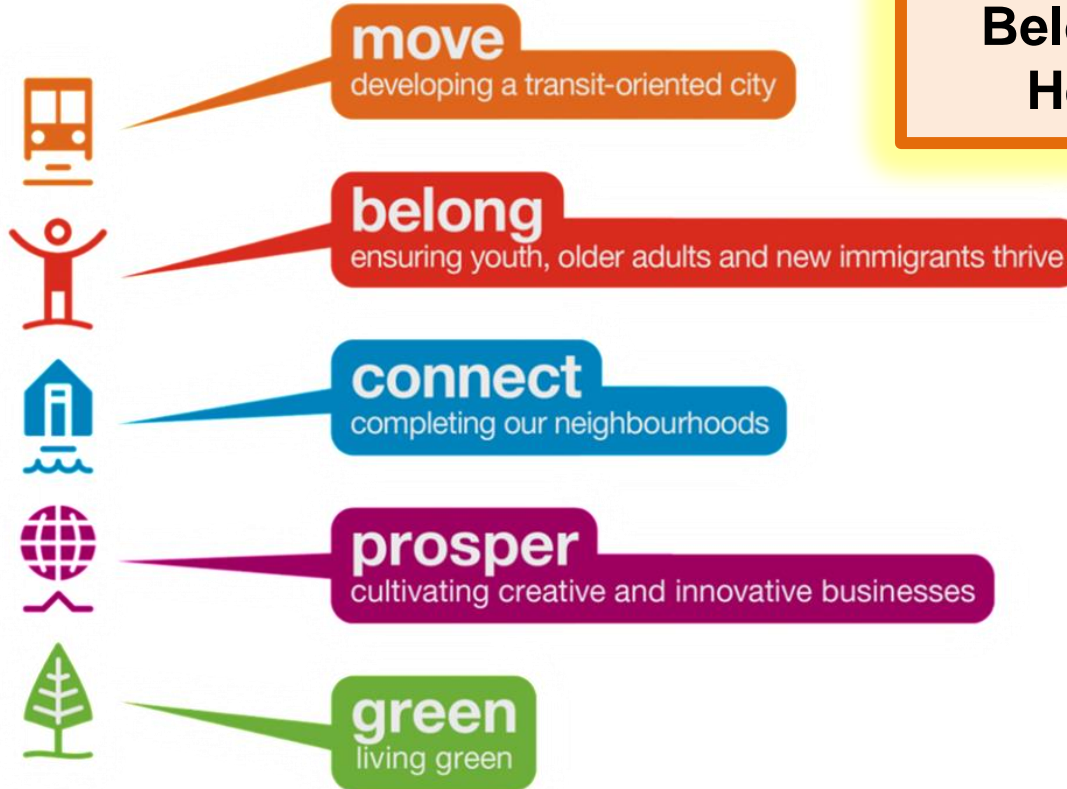 move
developing a transit-oriented city
belong
ensuring youth, older adults and new immigrants thrive
connect
completing our neighbourhoods
prosper
cultivating creative and innovative businesses
green
living green